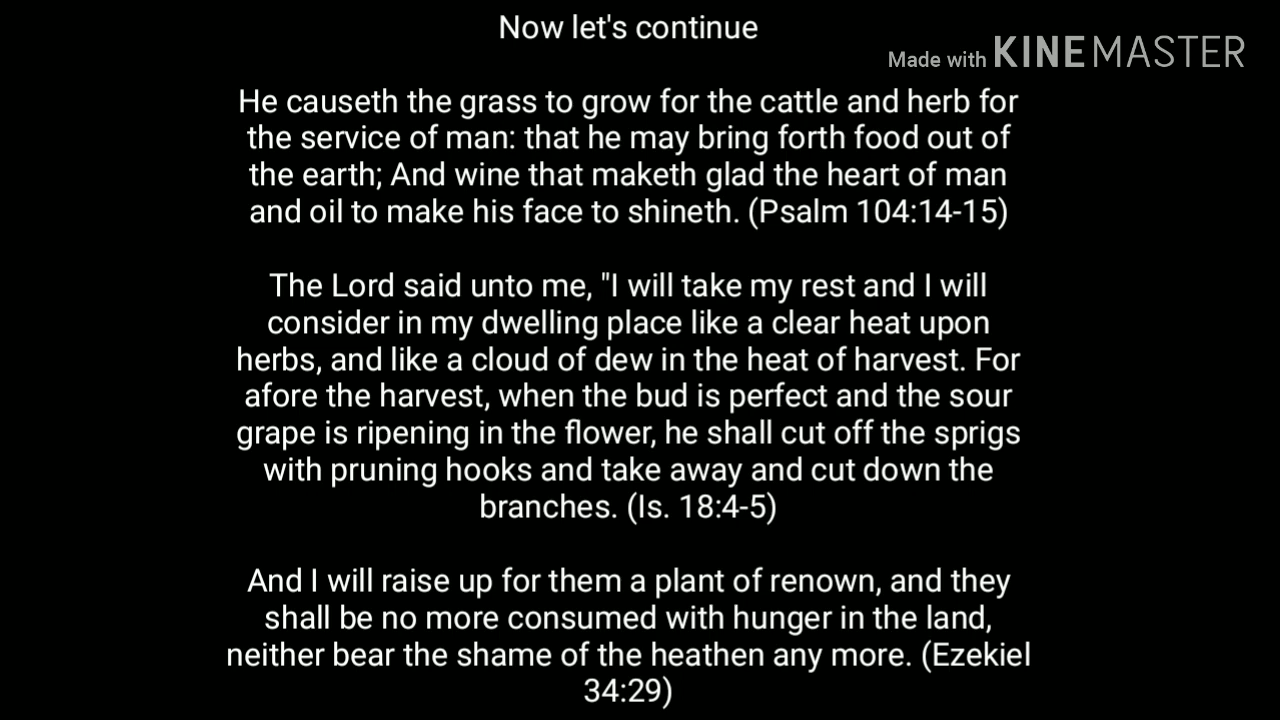 Now let's continue
Made with KINEMASTER
He causeth the grass to grow for the cattle and herb for
the service of man: that he may bring forth food out of
the earth; And wine that maketh glad the heart of man
and oil to make his face to shineth. (Psalm 104:14-15)
The Lord said unto me, "I will take my rest and I will
consider in my dwelling place like a clear heat upon
herbs, and like a cloud of dew in the heat of harvest. For
afore the harvest, when the bud is perfect and the sour
grape is ripening in the flower, he shall cut off the sprigs
with pruning hooks and take away and cut down the
branches. (Is. 18:4-5)
And I will raise up for them a plant of renown, and they
shall be no more consumed with hunger in the land,
neither bear the shame of the heathen any more. (Ezekiel
34:29)